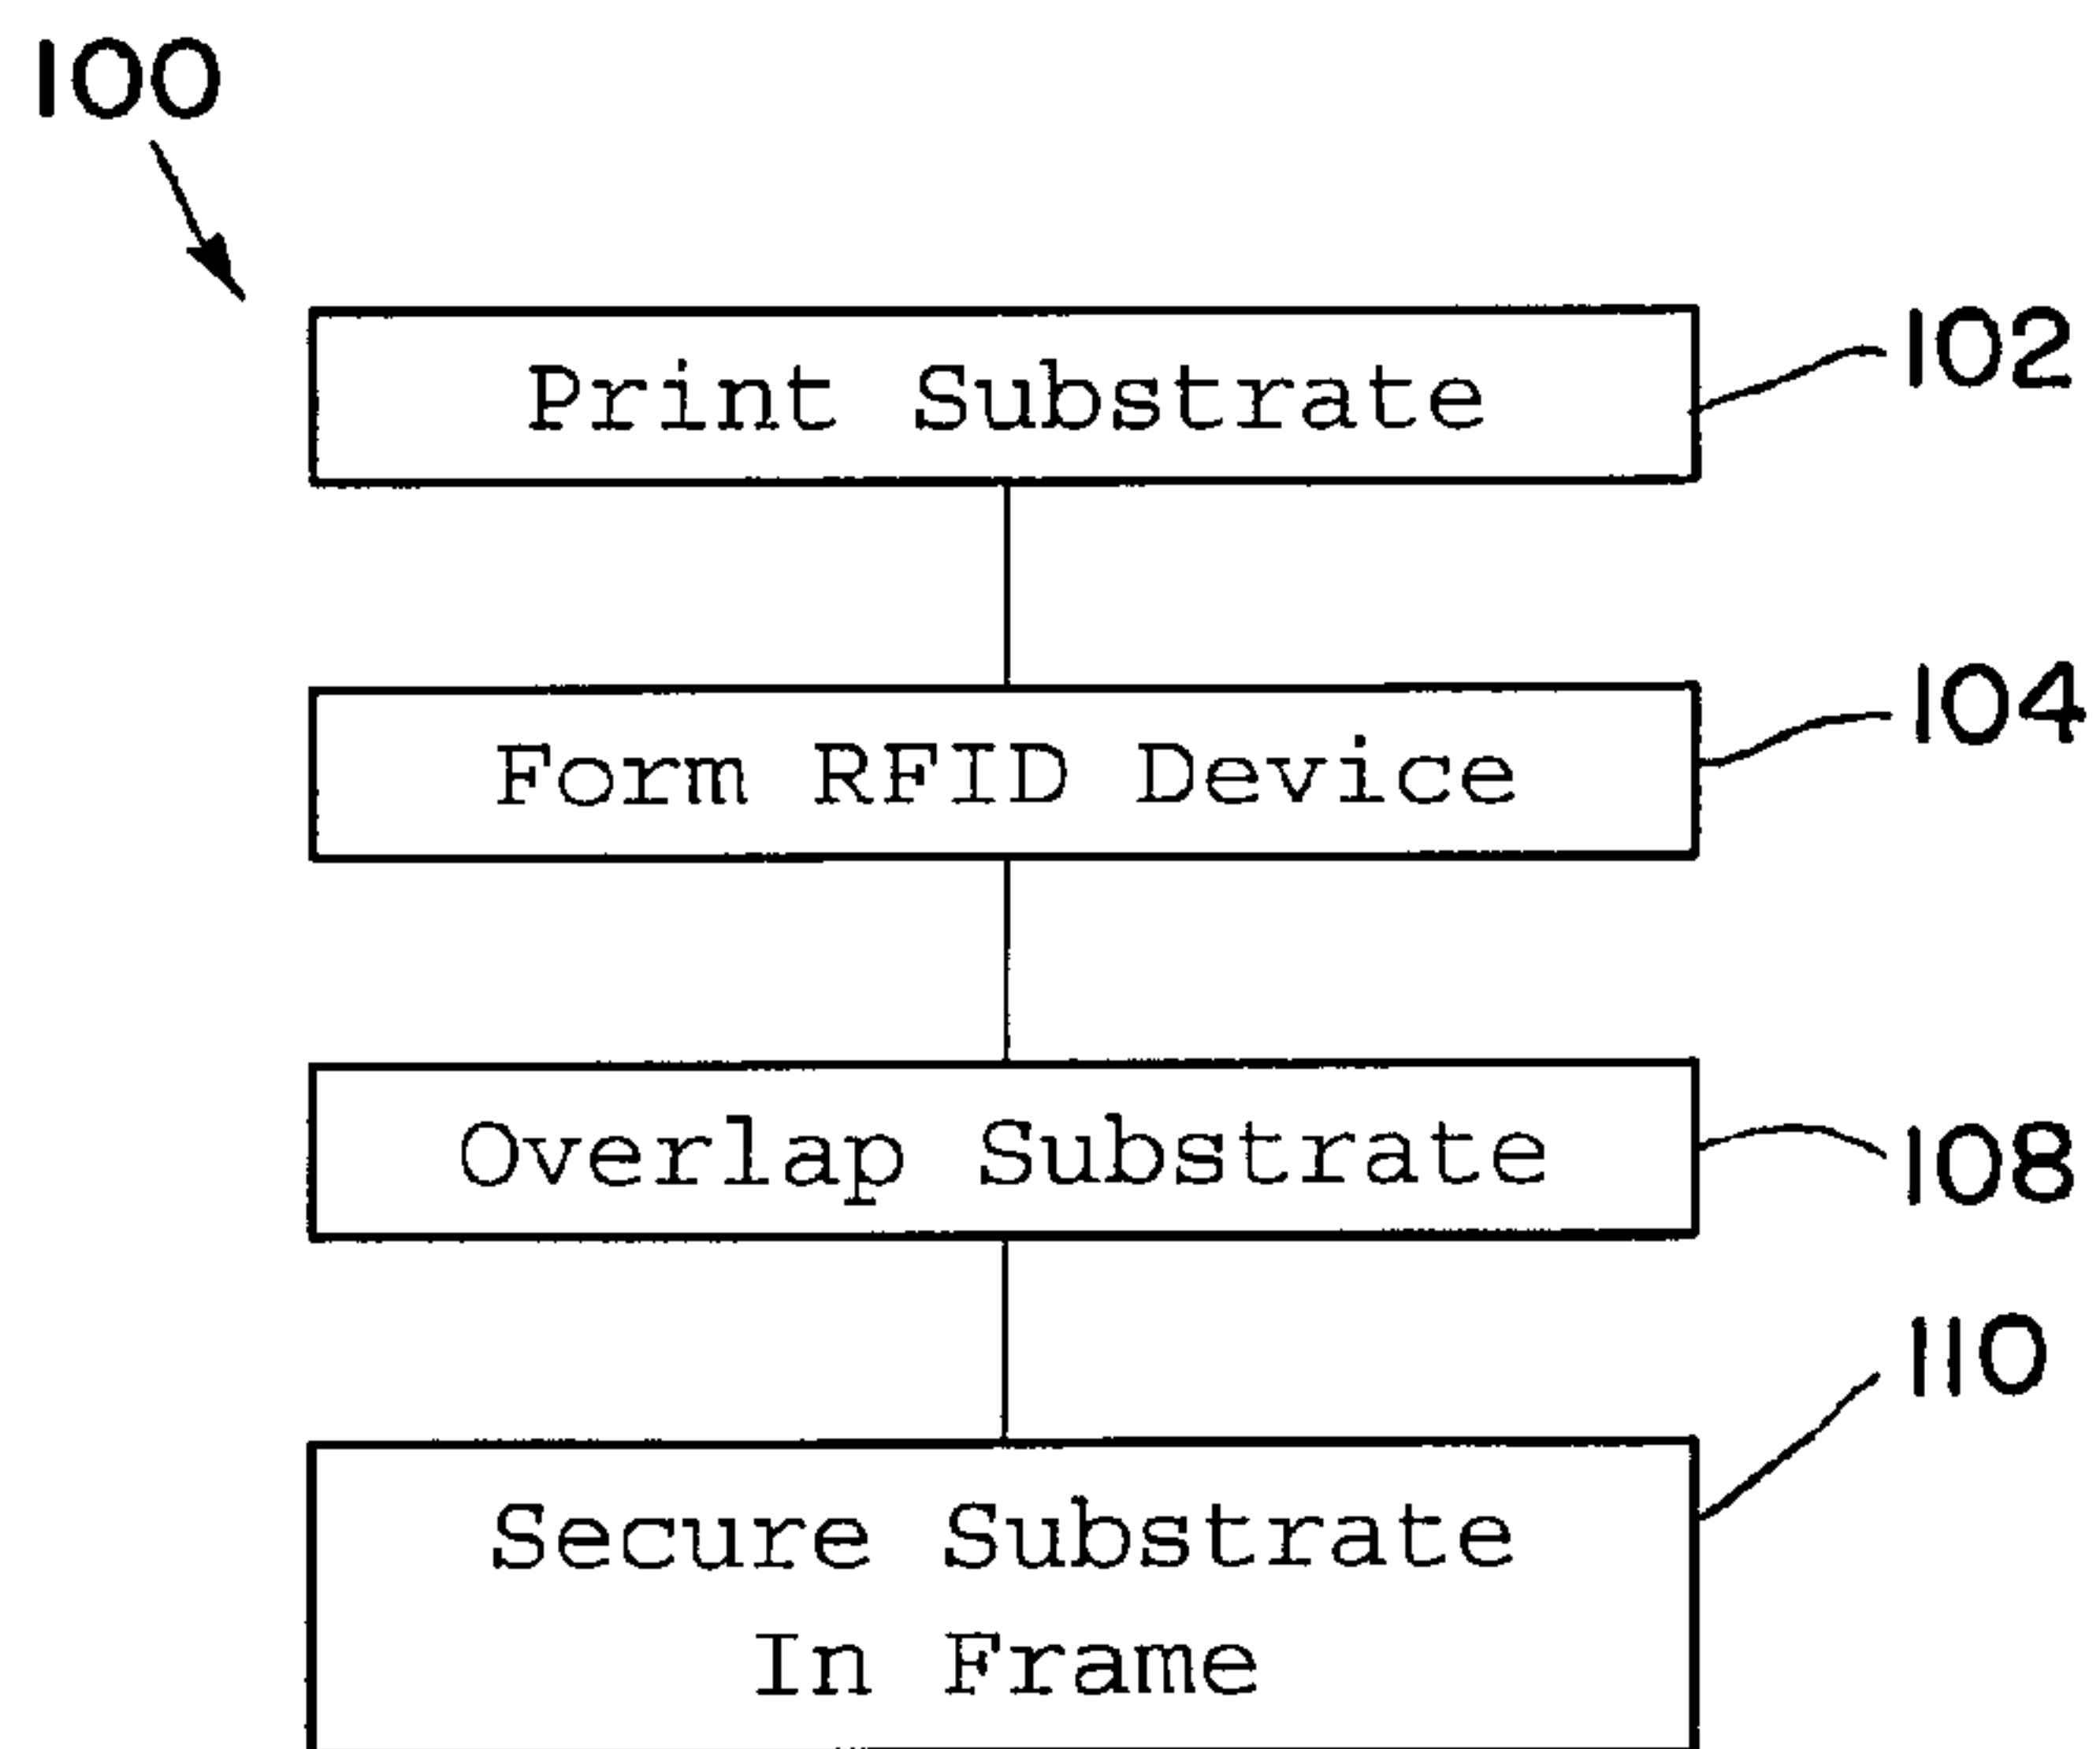 100
Print Substrate
102
Form RFID Device
104
Overlap Substrate
108
110
Secure Substrate
In Frame